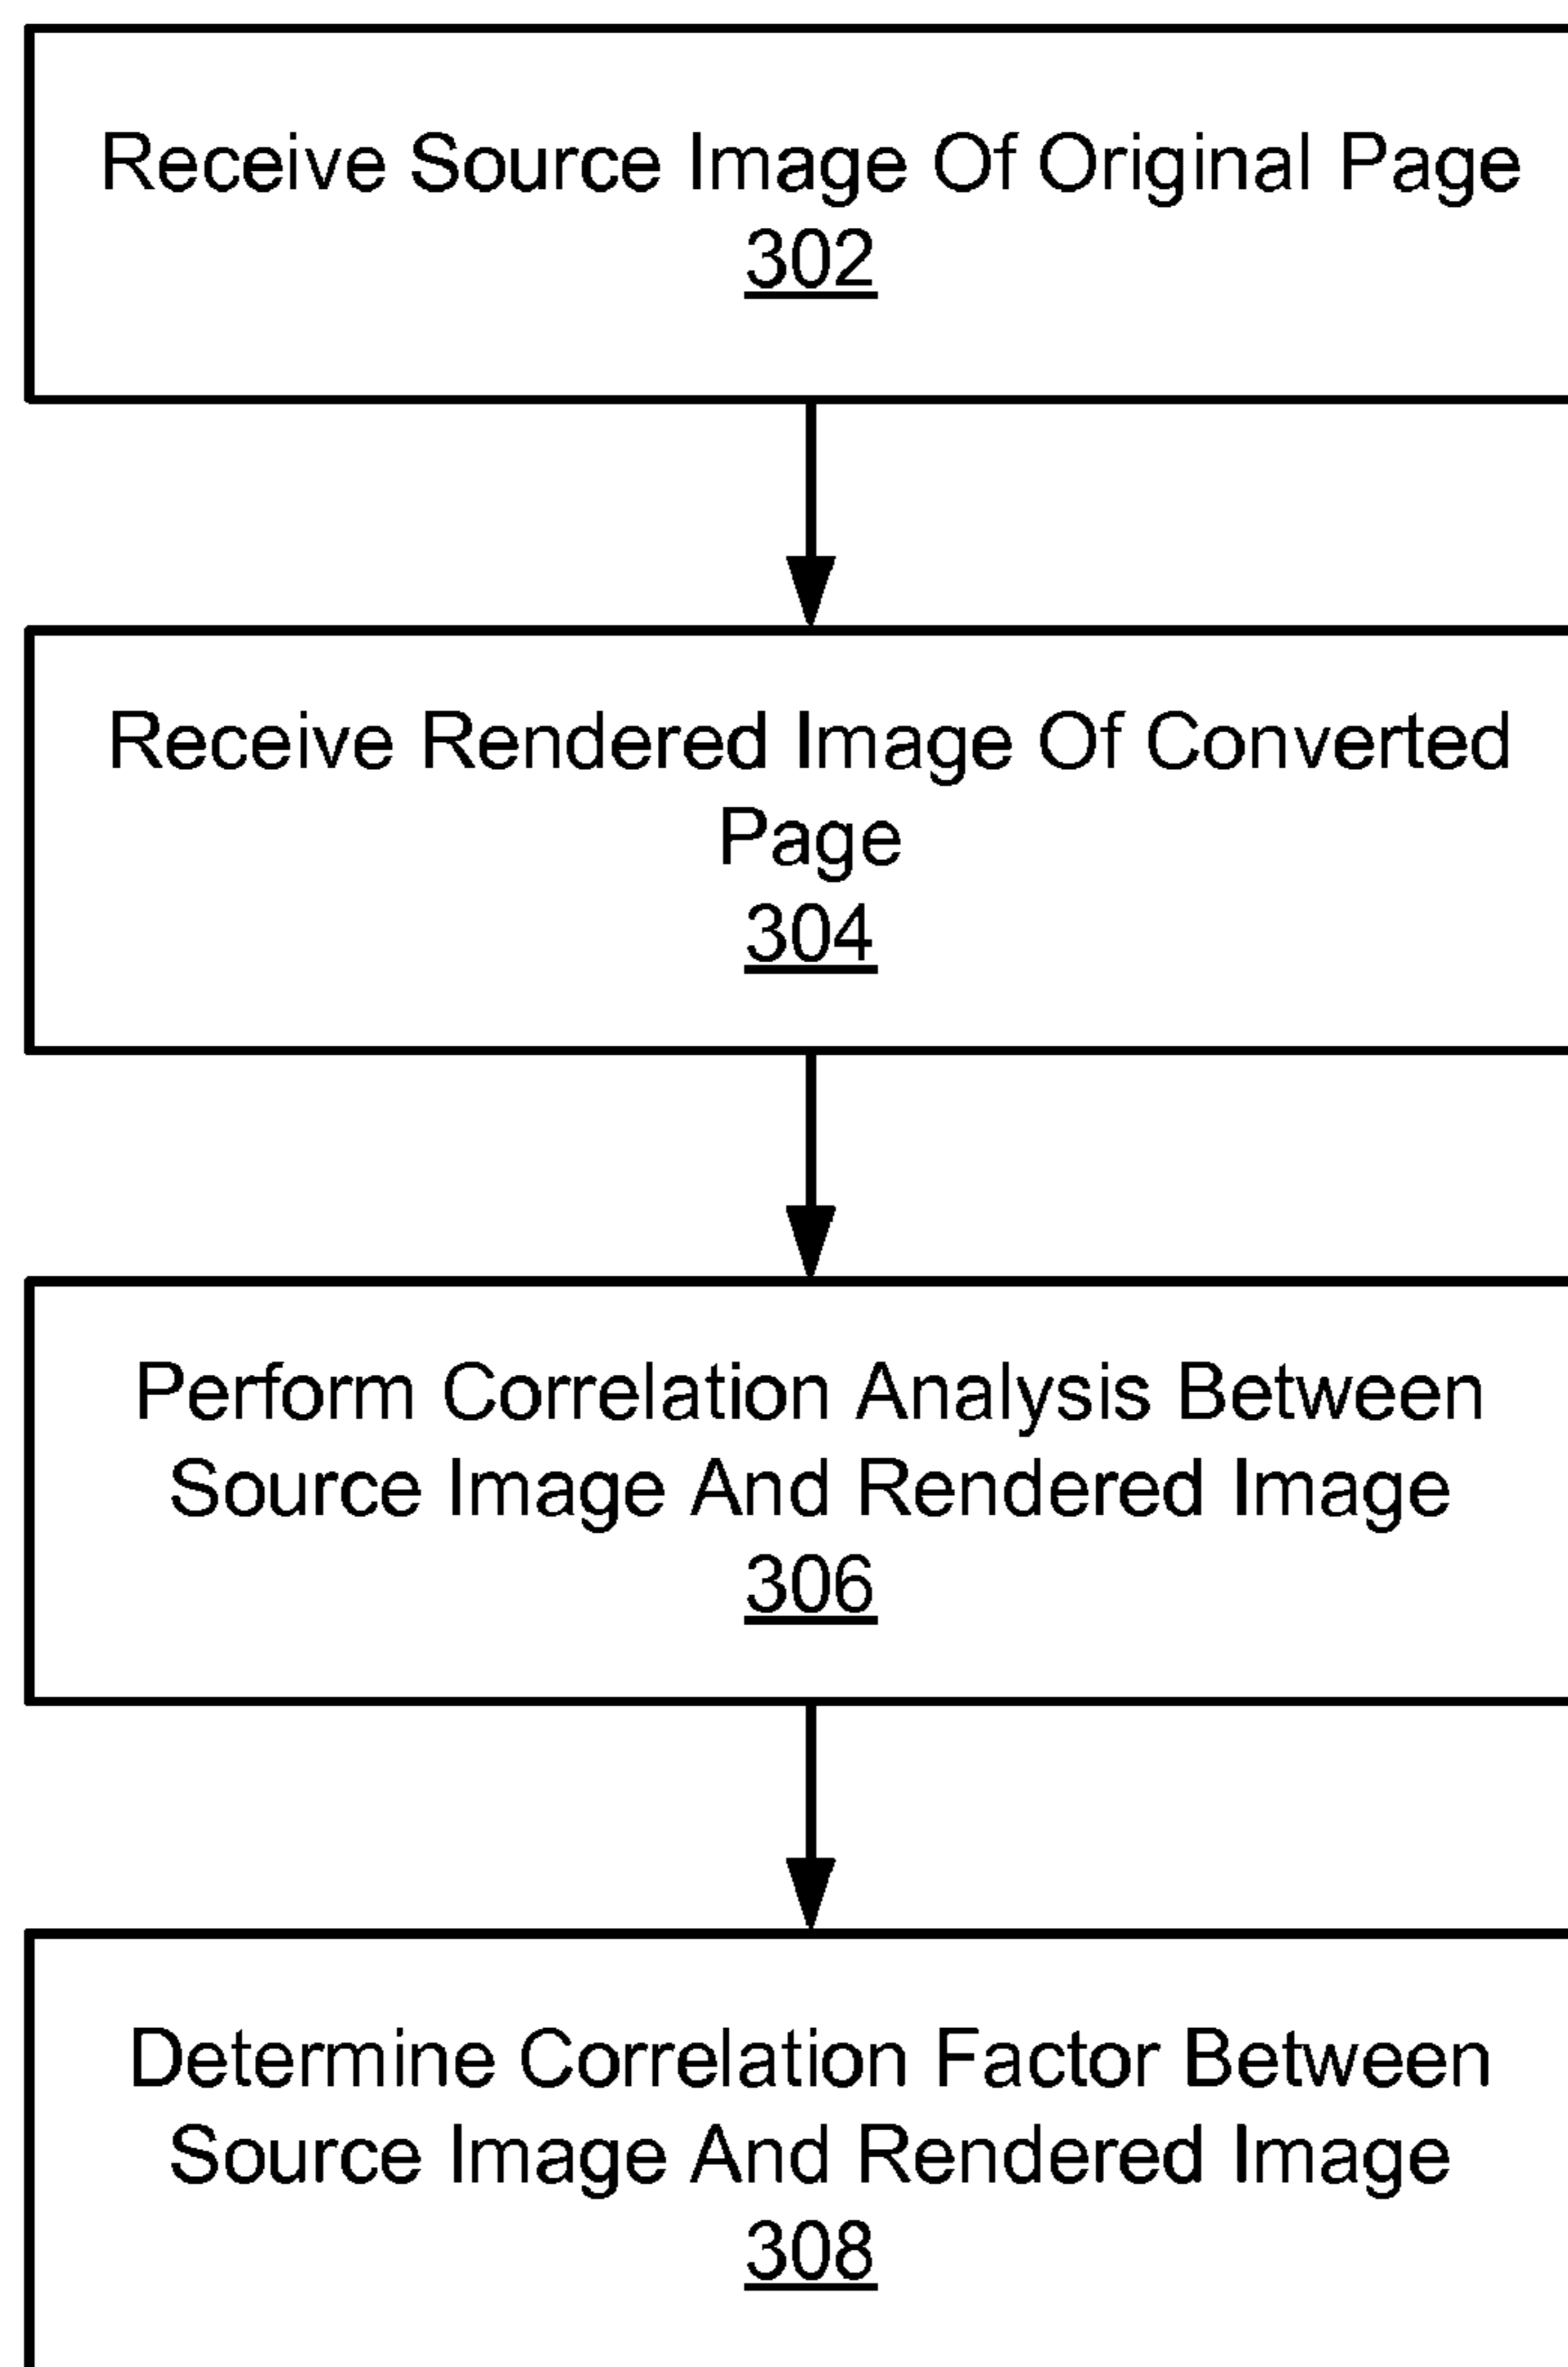 Receive Source Image Of Original Page
302
Receive Rendered Image Of Converted
Page
304
Perform Correlation Analysis Between
Source Image And Rendered Image
306
Determine Correlation Factor Between
Source Image And Rendered Image
308